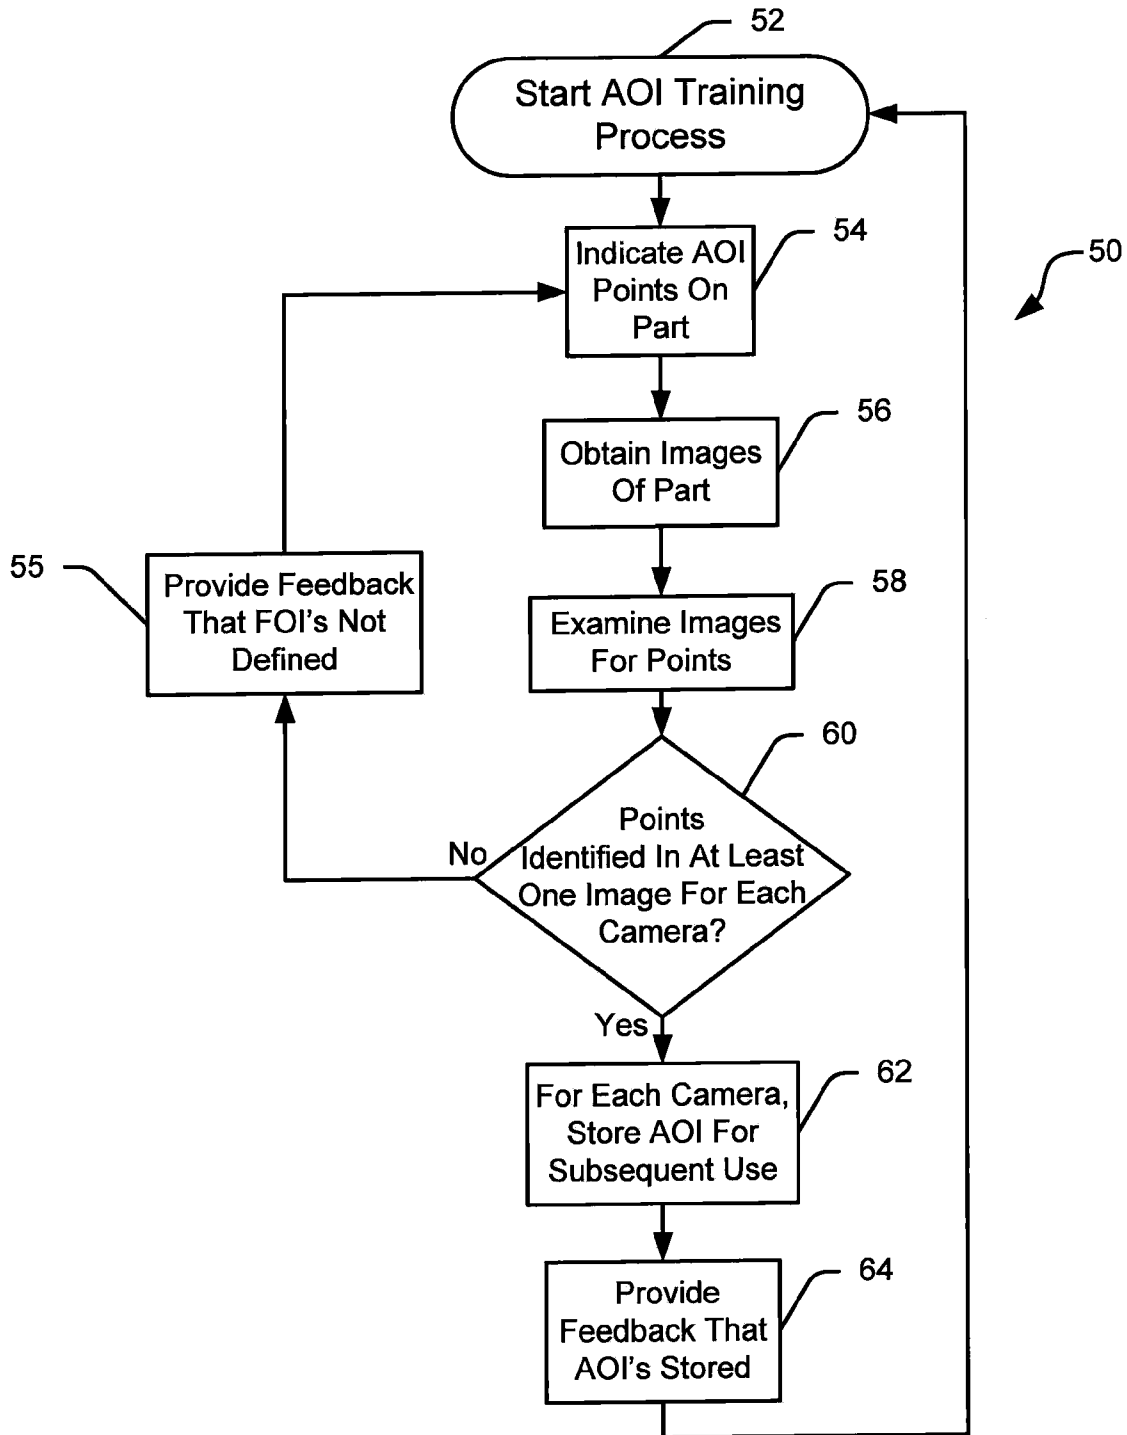 52
Start AOI Training
Process
54
Indicate AOI
Points On
Part
50
56
Obtain Images
Of Part
55
Provide Feedback
That FOI's Not
Defined
58
Examine Images
For Points
60
Points
Identified In At Least
One Image For Each
Camera?
No
Yes
62
For Each Camera,
Store AOI For
Subsequent Use
64
Provide
Feedback That
AOI's Stored